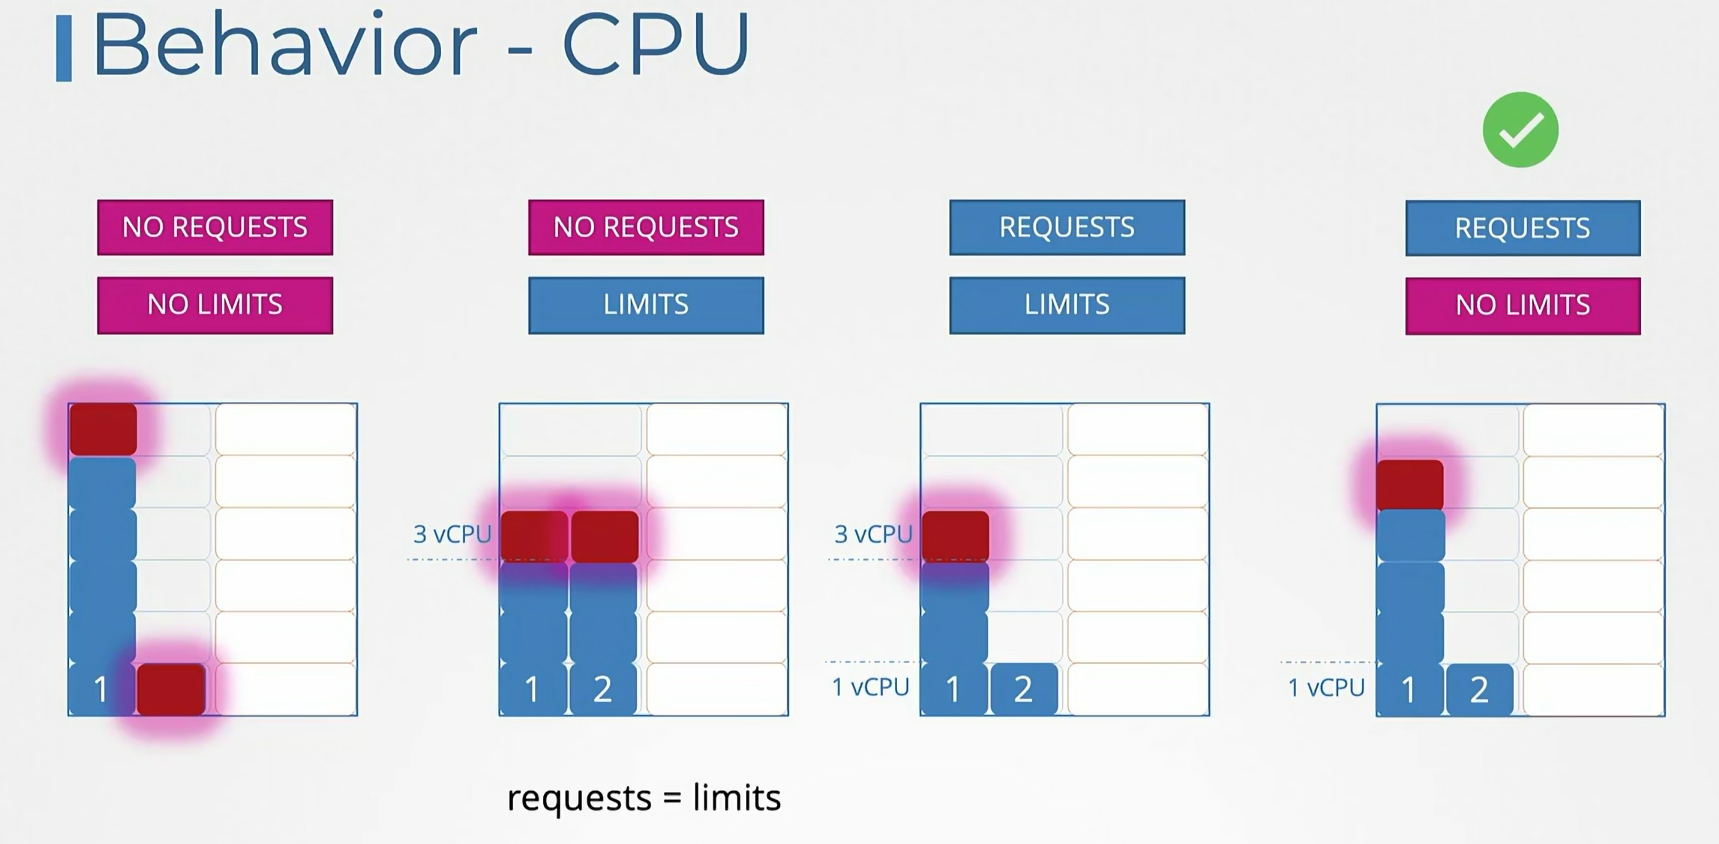 Behavior - CPU
NO REQUESTS
NO LIMITS
NO REQUESTS
LIMITS
REQUESTS
LIMITS
REQUESTS
NO LIMITS
1
3 vCPU
1 2
3 vCPU
1 vCPU
1 2
1 vCPU
1 2
requests = limits